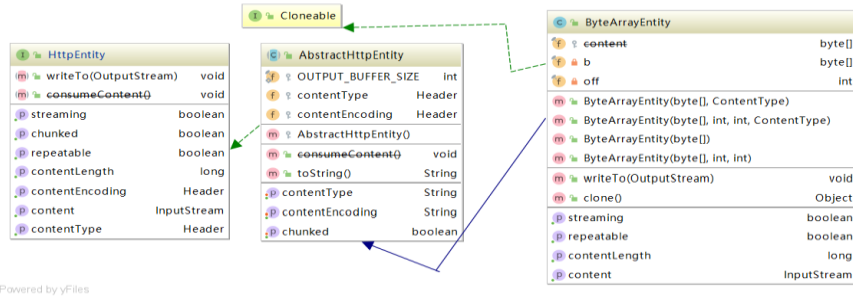 Cloneable
HttpEntity
writeTo(OutputStream) void
consumeContent() void
streaming boolean
chunked boolean
repeatable boolean
contentLength long
contentEncoding Header
content InputStream
contentType Header
AbstractHttpEntity
OUTPUT_BUFFER_SIZE int
contentType Header
contentEncoding Header
AbstractHttpEntity()
consumeContent() void
toString() String
contentType String
contentEncoding String
chunked boolean
ByteArrayEntity
content byte[]
b byte[]
off int
ByteArrayEntity(byte[], ContentType)
ByteArrayEntity(byte[], int, int, ContentType)
ByteArrayEntity(byte[])
ByteArrayEntity(byte[], int, int)
writeTo(OutputStream) void
clone() Object
streaming boolean
repeatable boolean
contentLength long
content InputStream
Powered by yFiles